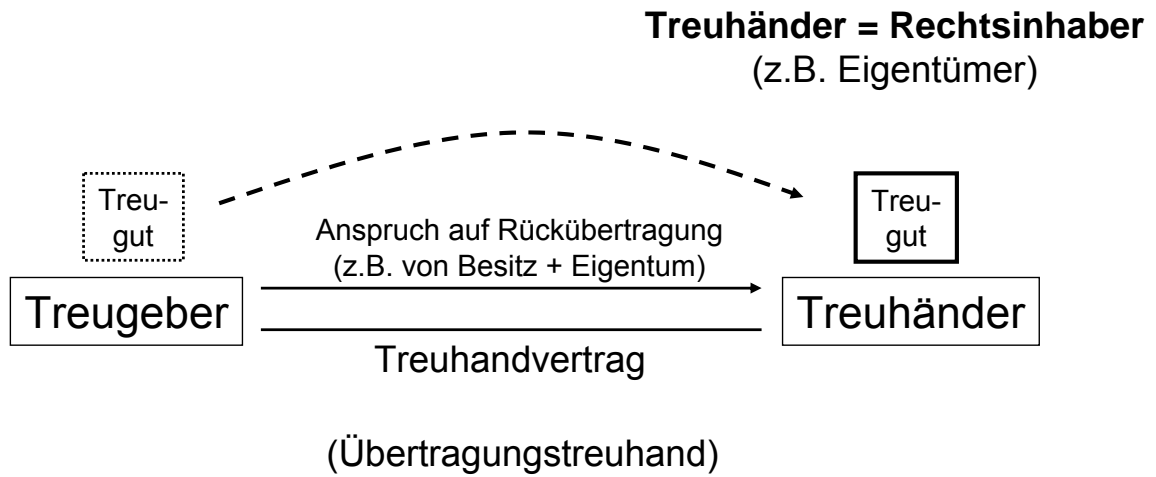 Treuhänder = Rechtsinhaber
(z.B. Eigentümer)
Treu-
gut
Treu-
gut
Anspruch auf Rückübertragung
(z.B. von Besitz + Eigentum)
Treugeber
Treuhänder
Treuhandvertrag
(Übertragungstreuhand)